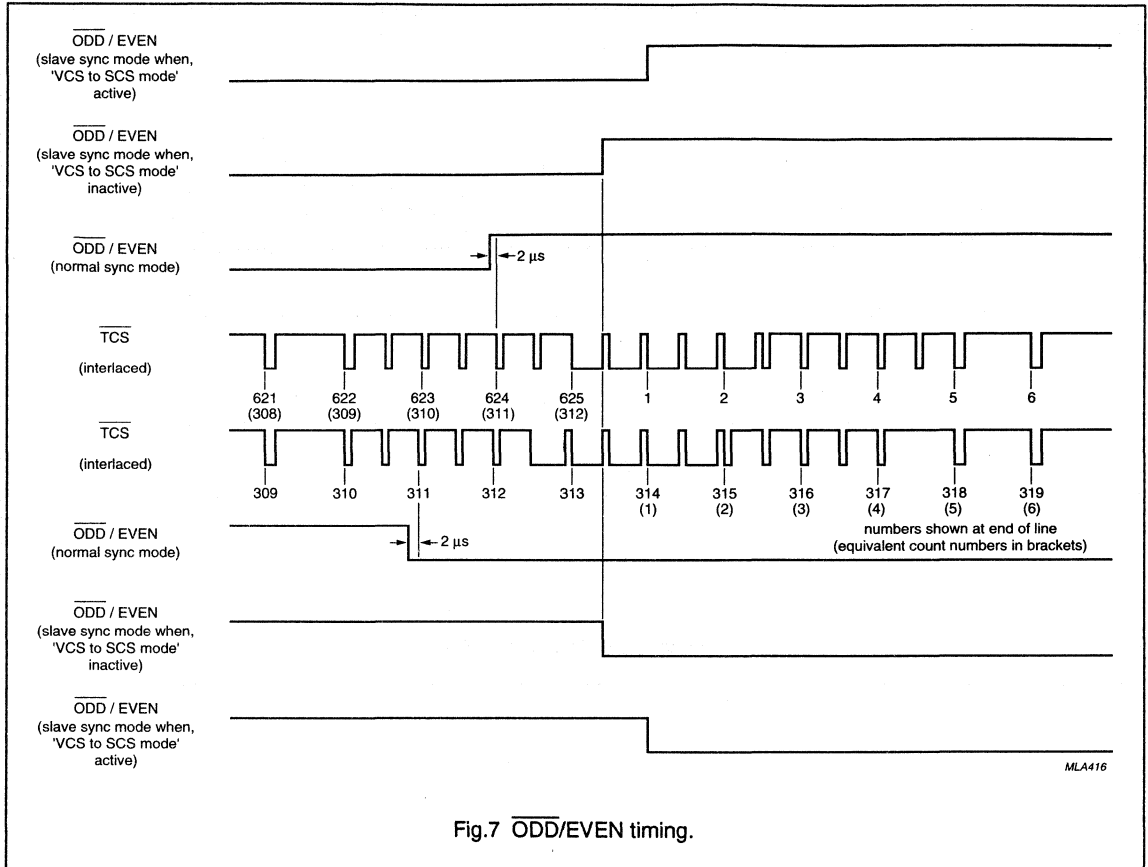 ODD / EVEN
(slave sync mode when,
'VCS to SCS mode'
active)
ODD / EVEN
(slave sync mode when,
'VCS to SCS mode'
inactive)
ODD / EVEN
(normal sync mode)
2 µs
TCS
(interlaced)
621 622 623 624 625 1 2 3 4 5 6
(308) (309) (310) (311) (312)
TCS
(interlaced)
309 310 311 312 313 314 315 316 317 318 319
(1) (2) (3) (4) (5) (6)
numbers shown at end of line
(equivalent count numbers in brackets)
ODD / EVEN
(normal sync mode)
2 µs
ODD / EVEN
(slave sync mode when,
'VCS to SCS mode'
inactive)
ODD / EVEN
(slave sync mode when,
'VCS to SCS mode'
active)
MLA416
Fig.7 ODD/EVEN timing.